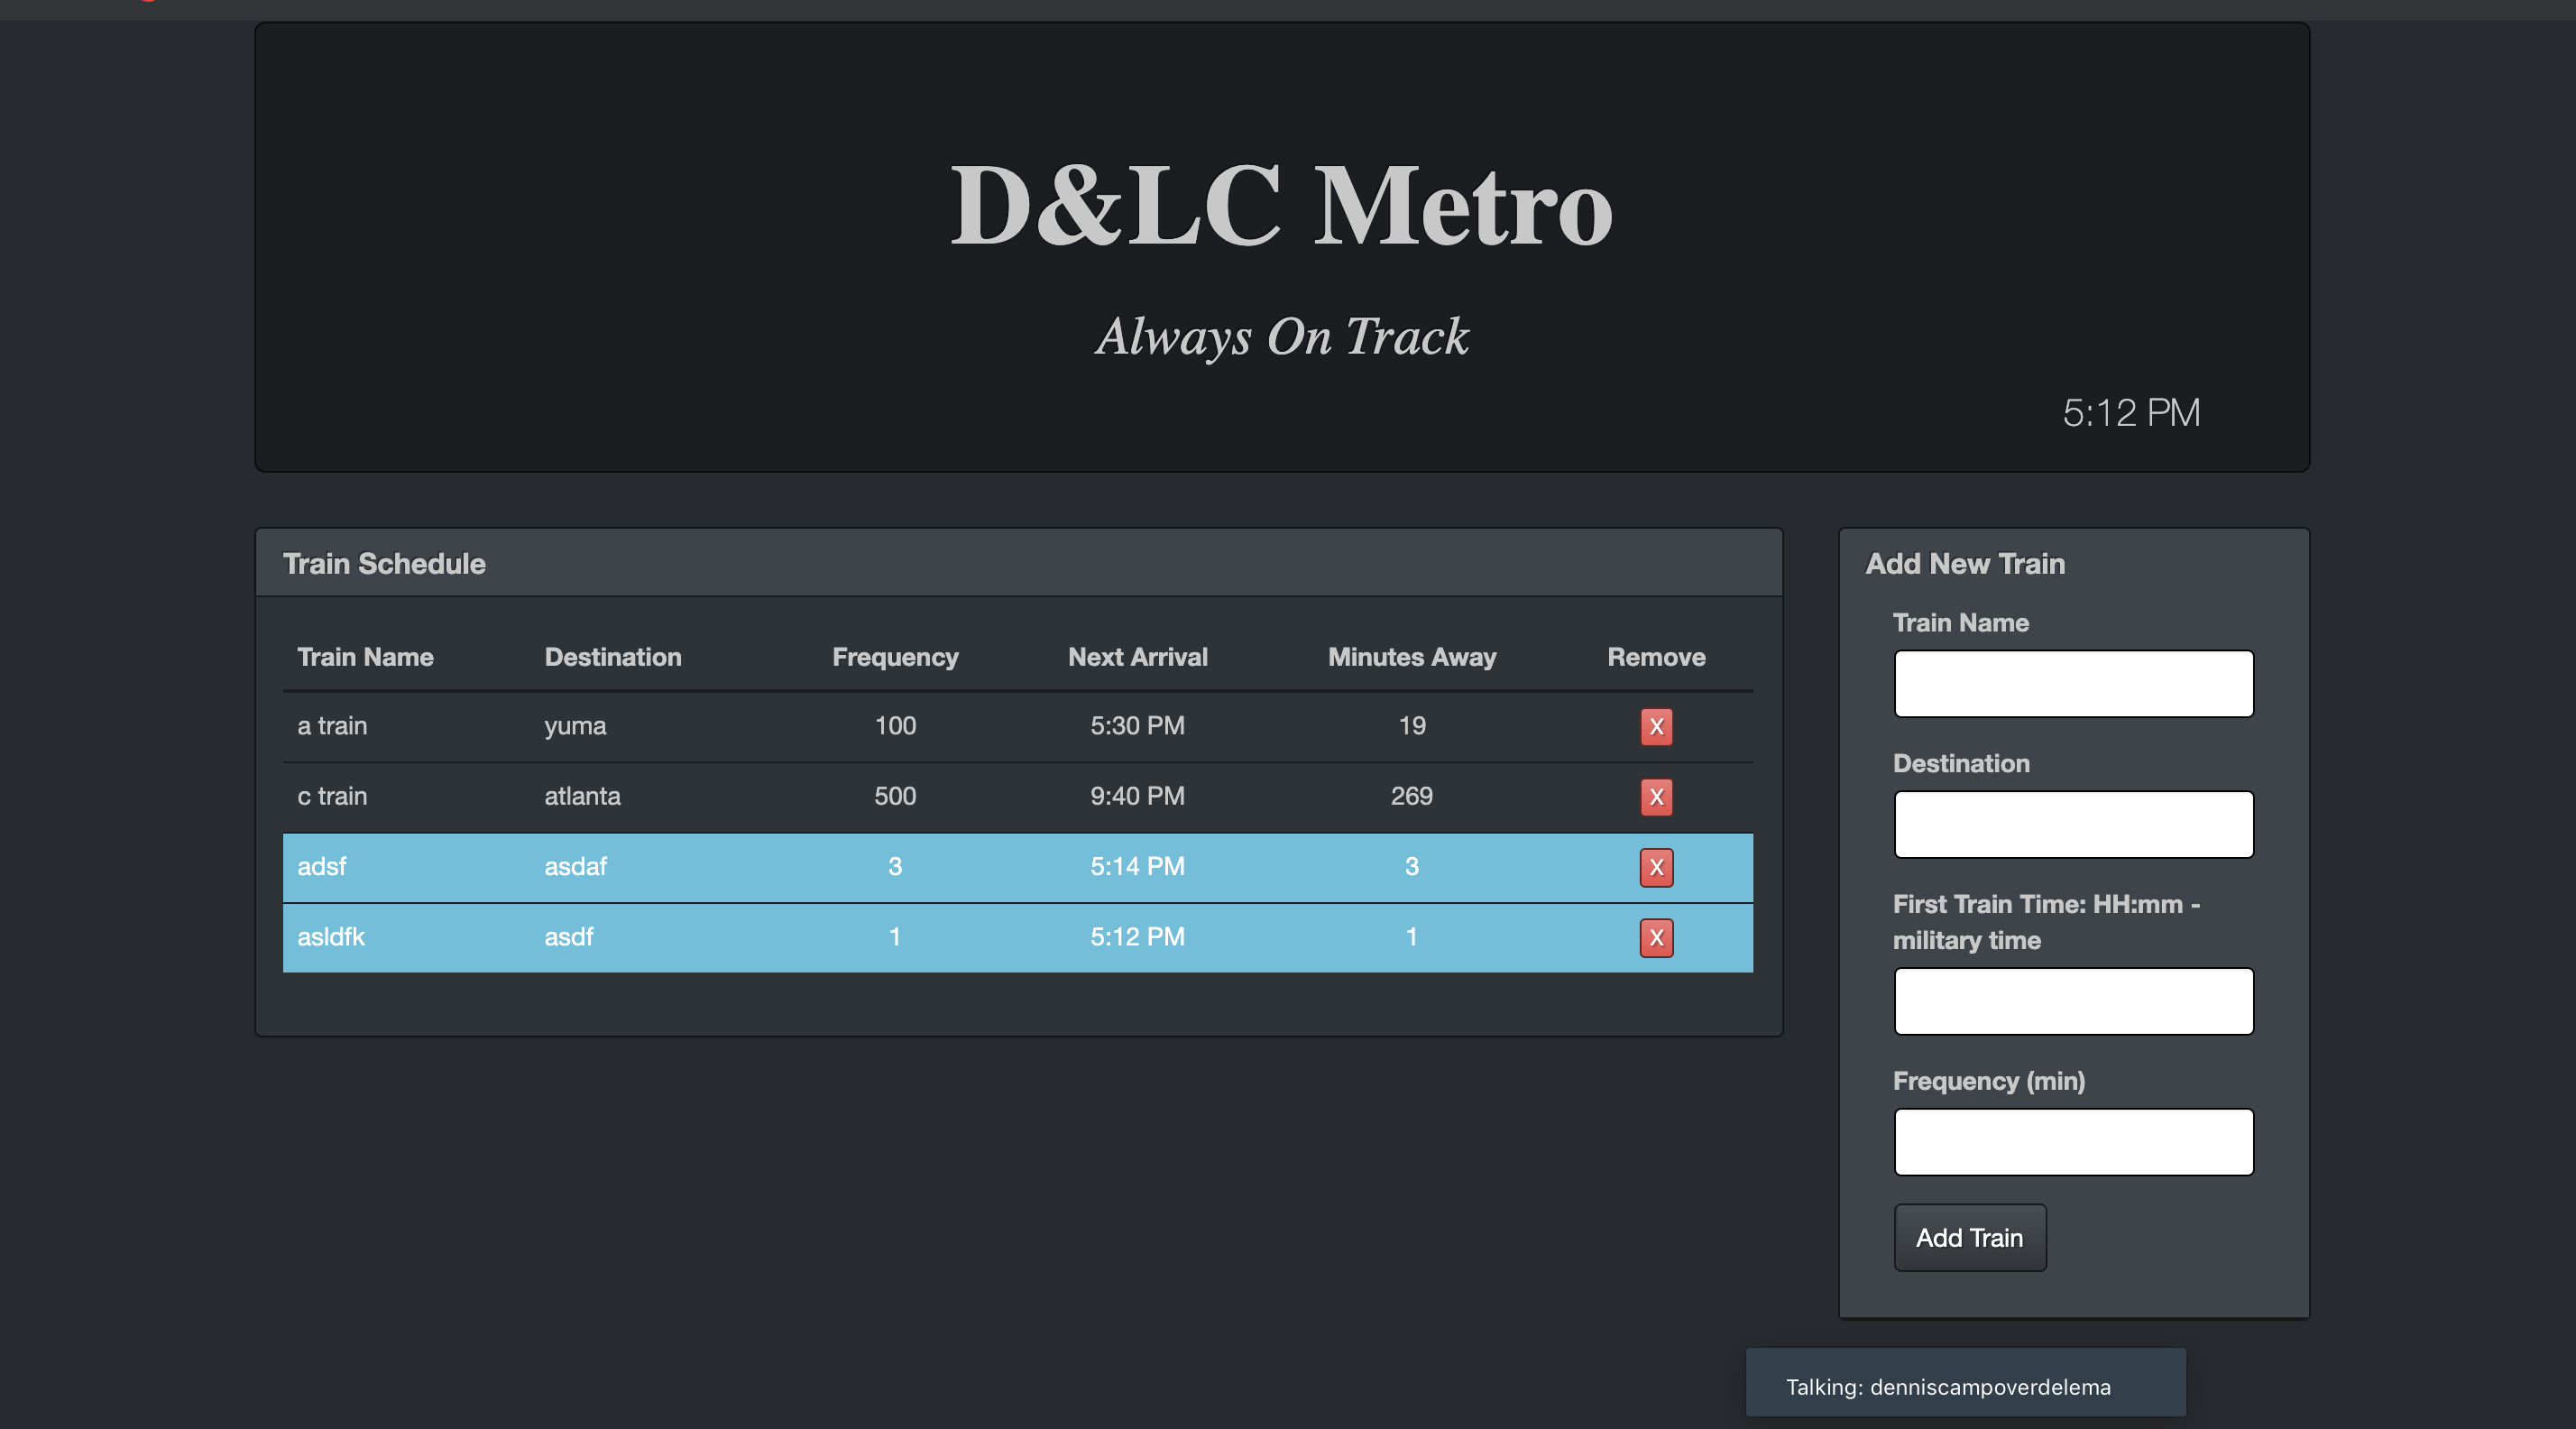 D&LC Metro
Always On Track
5:12 PM
Train Schedule
Train Name Destination Frequency Next Arrival Minutes Away Remove
a train yuma 100 5:30 PM 19 X
c train atlanta 500 9:40 PM 269 X
adsf asdaf 3 5:14 PM 3 X
asldfk asdf 1 5:12 PM 1 X
Add New Train
Train Name
Destination
First Train Time: HH:mm -
military time
Frequency (min)
Add Train
Talking: denniscampoverdelema